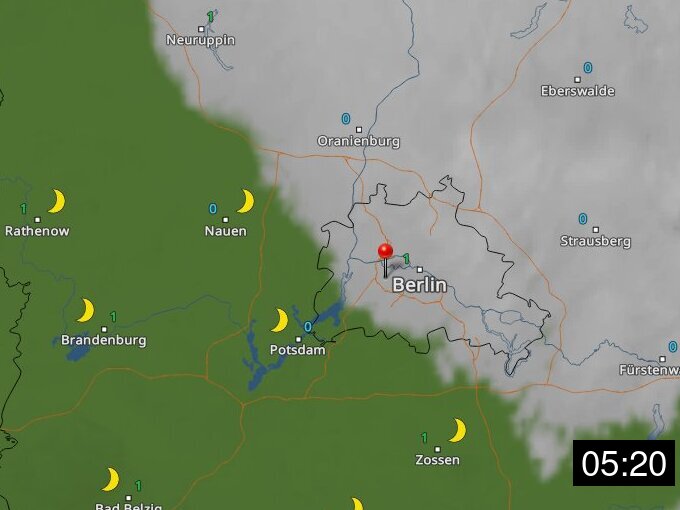 1
Neuruppin
0
Eberswalde
0
Oranienburg
1
Rathenow
0
Nauen
0
Strausberg
1
Berlin
1
Brandenburg
0
Potsdam
0
Fürstenwa
1
Zossen
1
Bad Belzig
05:20